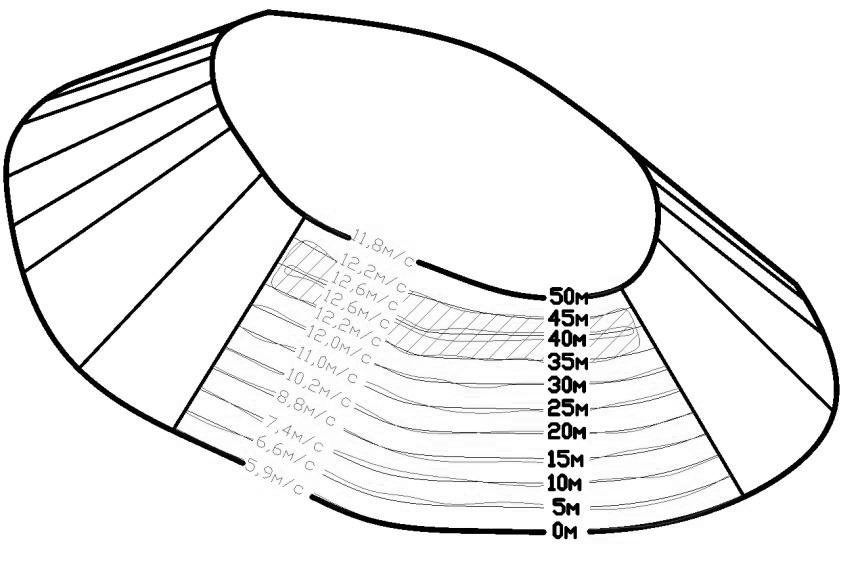 11,8м/с
12,2м/с
12,6м/с
12,6м/с
12,2м/с
12,0м/с
11,0м/с
10,2м/с
8,8м/с
7,4м/с
6,6м/с
5,9м/с
50м
45м
40м
35м
30м
25м
20м
15м
10м
5м
0м